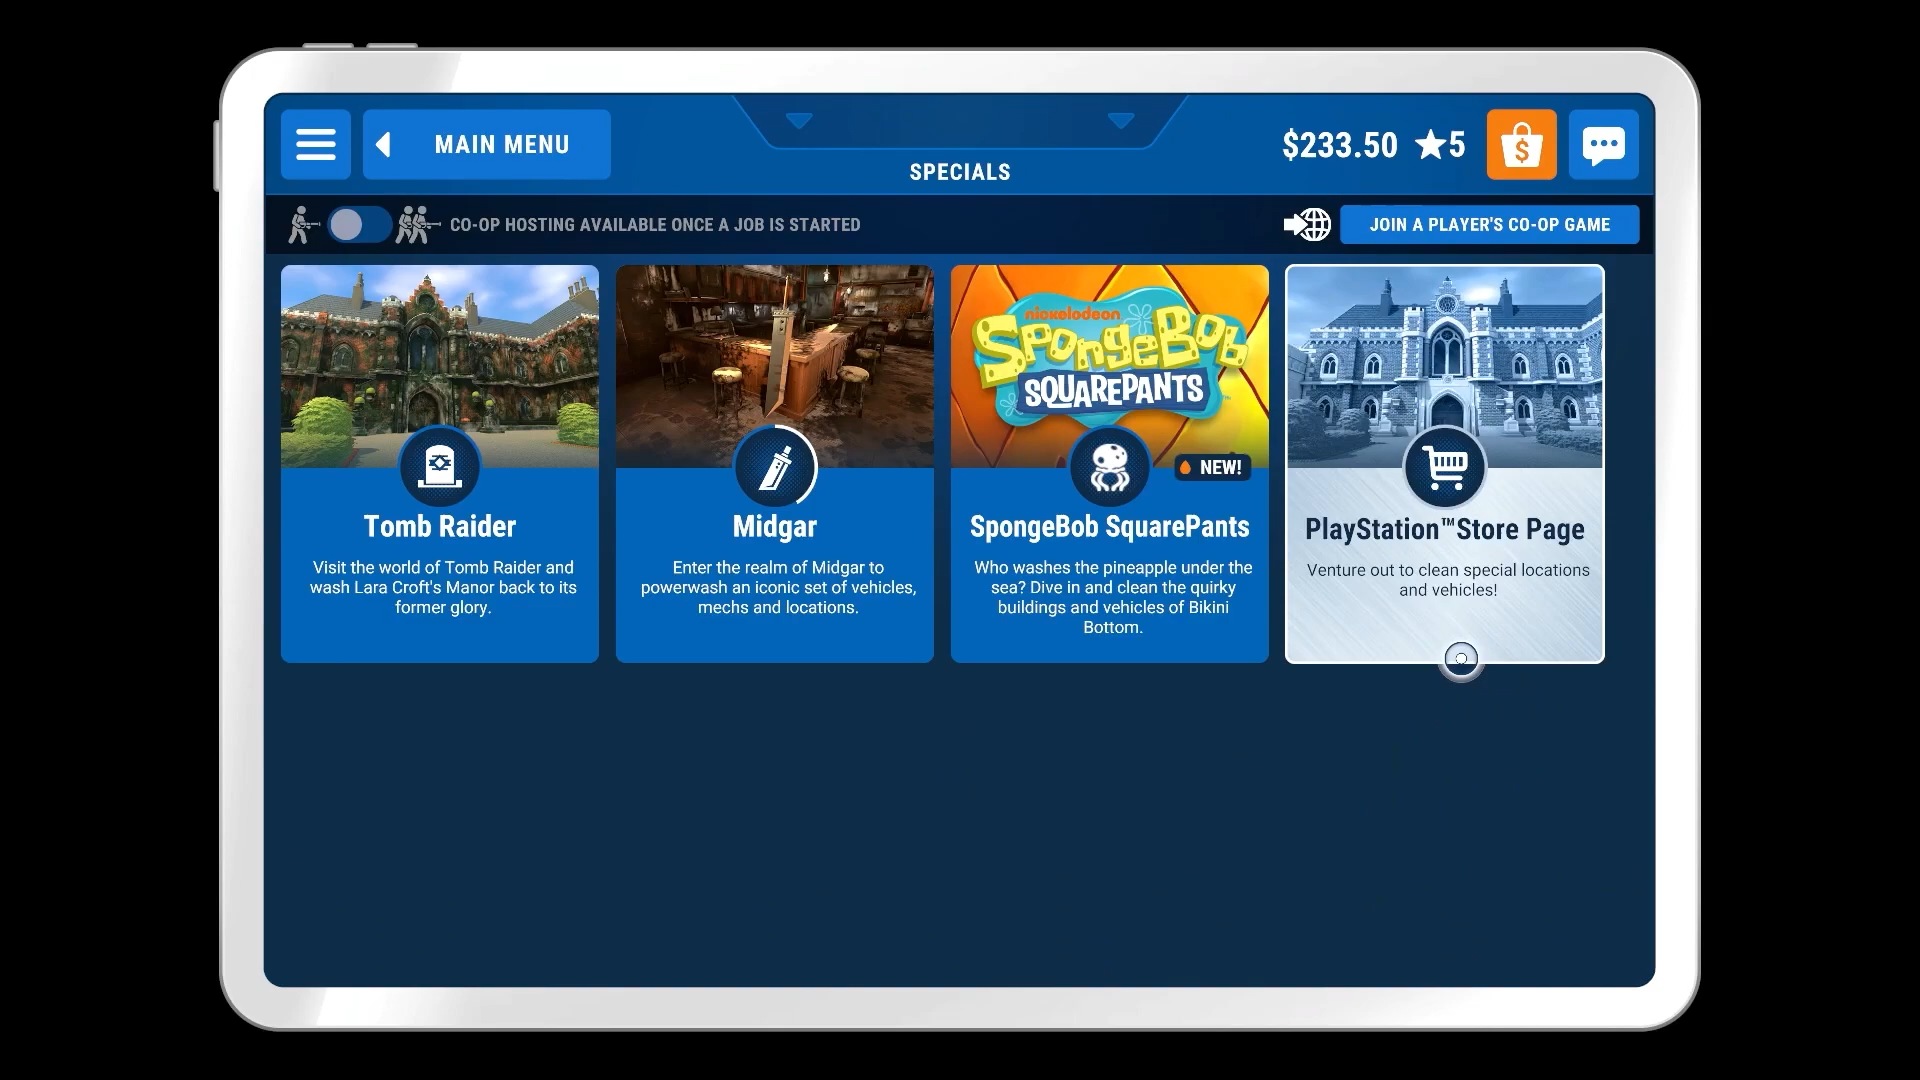 MAIN MENU
SPECIALS
$233.50 ★5
CO-OP HOSTING AVAILABLE ONCE A JOB IS STARTED
JOIN A PLAYER'S CO-OP GAME
Tomb Raider
Visit the world of Tomb Raider and
wash Lara Croft's Manor back to its
former glory.
Midgar
Enter the realm of Midgar to
powerwash an iconic set of vehicles,
mechs and locations.
nickelodeon
SpongeBob
SQUAREPANTS
NEW!
SpongeBob SquarePants
Who washes the pineapple under the
sea? Dive in and clean the quirky
buildings and vehicles of Bikini
Bottom.
PlayStation™Store Page
Venture out to clean special locations
and vehicles!